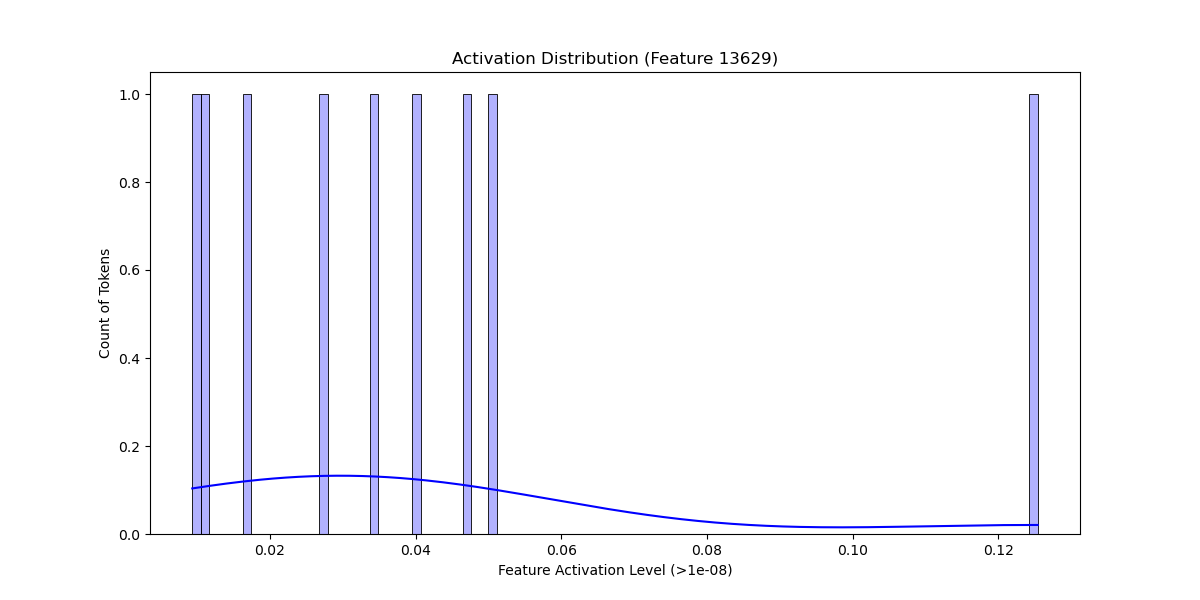 Activation Distribution (Feature 13629)
1.0
0.8
0.6
0.4
0.2
0.0
Count of Tokens
0.02 0.04 0.06 0.08 0.10 0.12
Feature Activation Level (>1e-08)